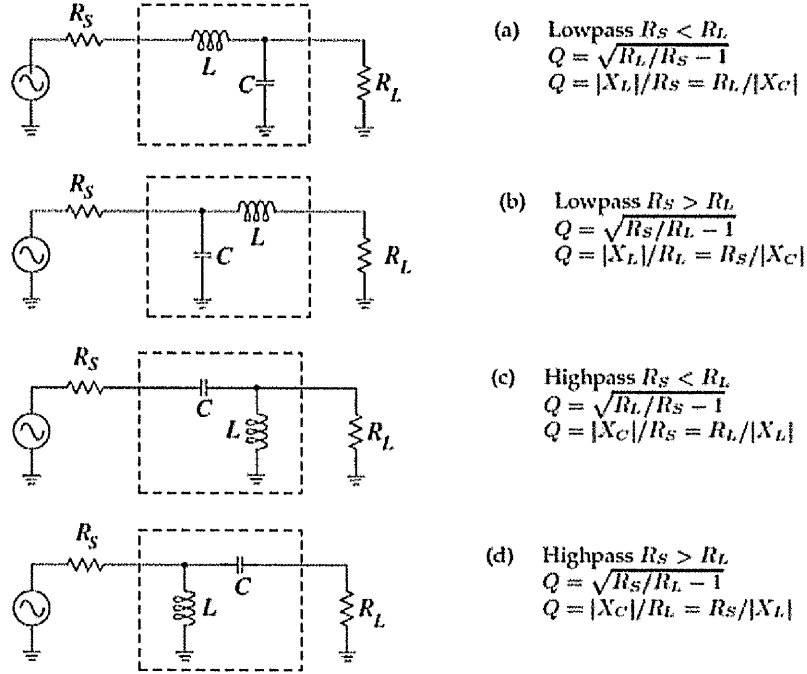 R_S
L
C
R_L
(a) Lowpass R_S < R_L
Q = √(R_L/R_S − 1)
Q = |X_L|/R_S = R_L/|X_C|
R_S
C
L
R_L
(b) Lowpass R_S > R_L
Q = √(R_S/R_L − 1)
Q = |X_L|/R_L = R_S/|X_C|
R_S
C
L
R_L
(c) Highpass R_S < R_L
Q = √(R_L/R_S − 1)
Q = |X_C|/R_S = R_L/|X_L|
R_S
L
C
R_L
(d) Highpass R_S > R_L
Q = √(R_S/R_L − 1)
Q = |X_C|/R_L = R_S/|X_L|